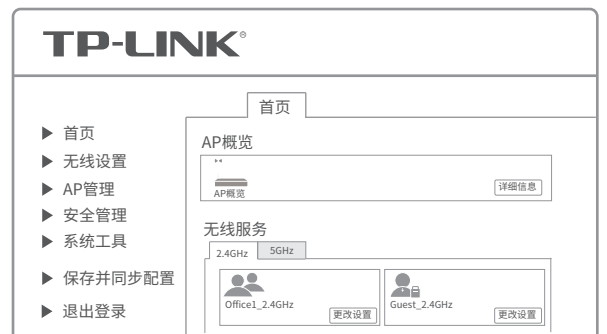 TP-LINK®
首页
首页
无线设置
AP管理
安全管理
系统工具
保存并同步配置
退出登录
AP概览
AP概览
详细信息
无线服务
2.4GHz
5GHz
Office1_2.4GHz
更改设置
Guest_2.4GHz
更改设置